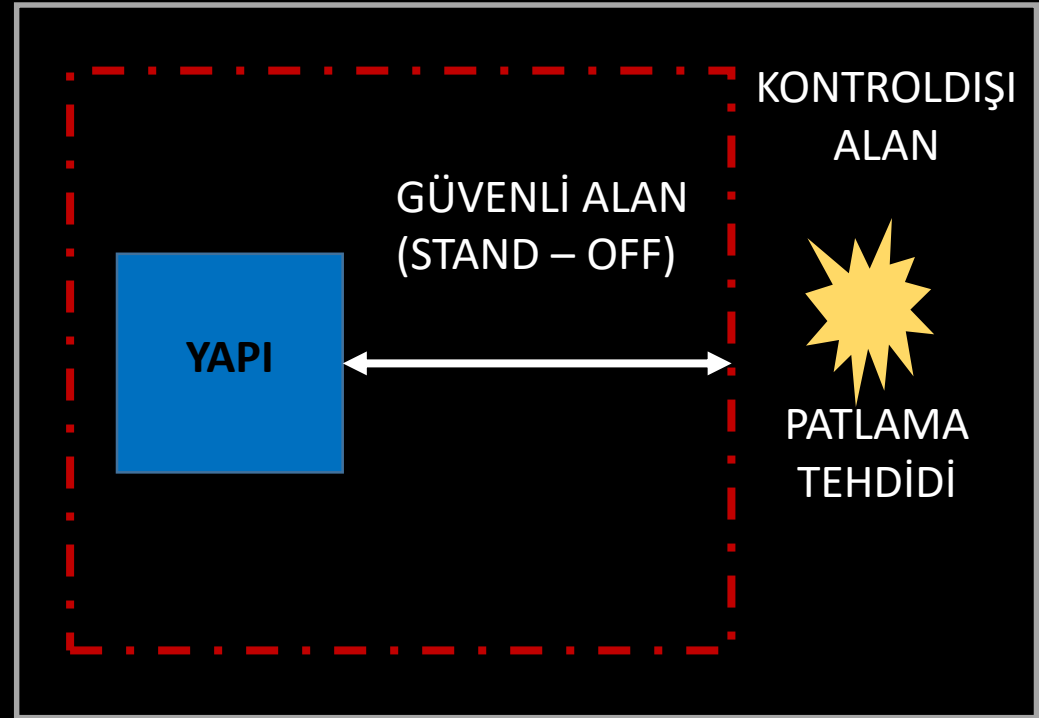 KONTROLDIŞI
ALAN
GÜVENLİ ALAN
(STAND – OFF)
YAPI
PATLAMA
TEHDİDİ